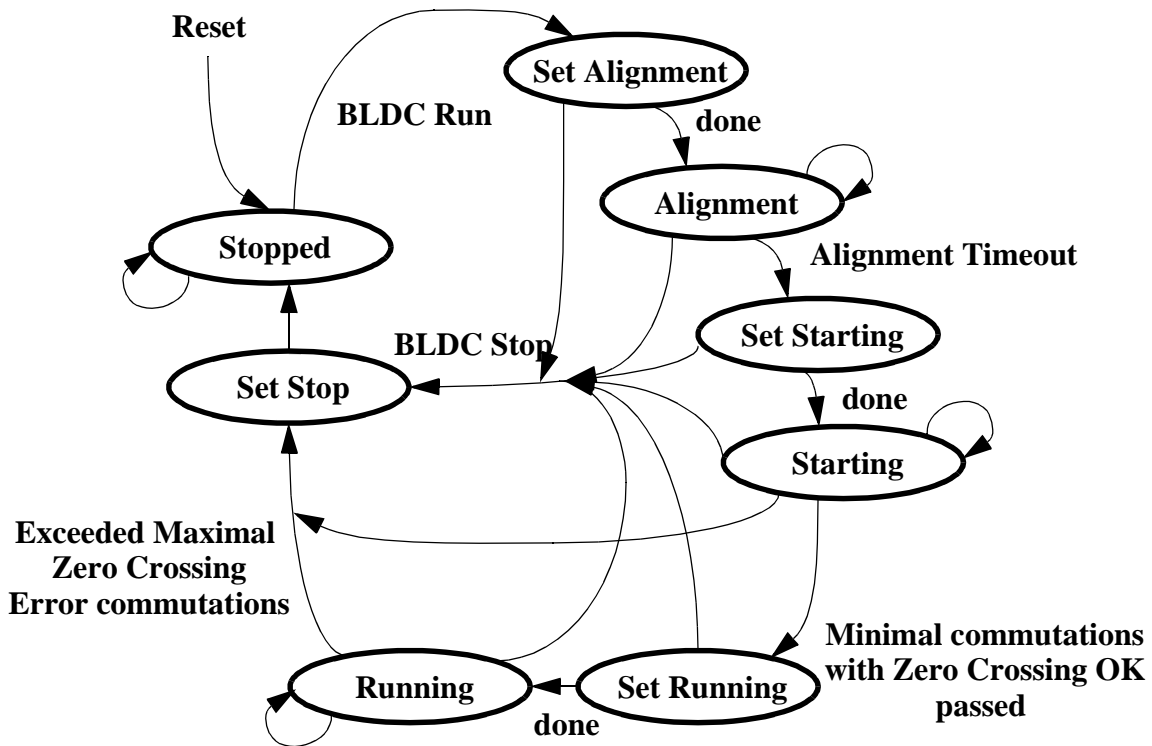 Reset
Set Alignment
BLDC Run
done
Alignment
Stopped
Alignment Timeout
Set Starting
BLDC Stop
Set Stop
done
Starting
Exceeded Maximal
Zero Crossing
Error commutations
Minimal commutations
with Zero Crossing OK
passed
Running
Set Running
done